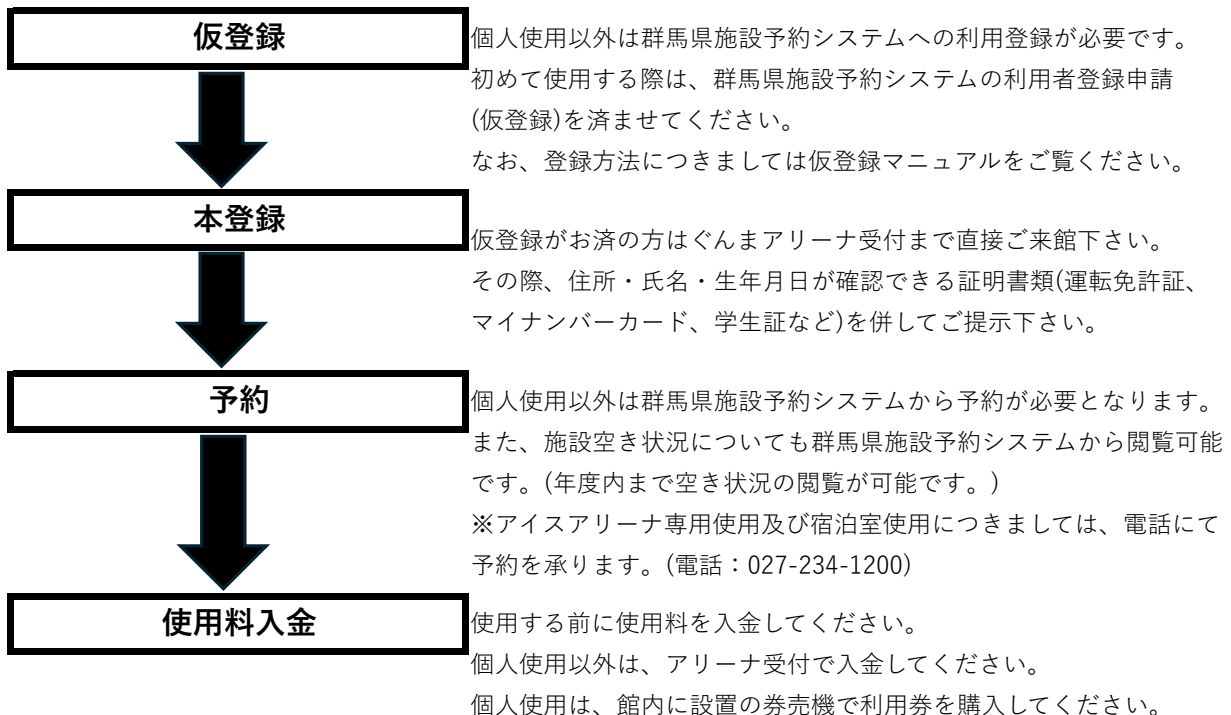 仮登録
個人使用以外は群馬県施設予約システムへの利用登録が必要です。
初めて使用する際は、群馬県施設予約システムの利用者登録申請
(仮登録)を済ませてください。
なお、登録方法につきましては仮登録マニュアルをご覧ください。
本登録
仮登録がお済の方はぐんまアリーナ受付まで直接ご来館下さい。
その際、住所・氏名・生年月日が確認できる証明書類(運転免許証、
マイナンバーカード、学生証など)を併してご提示下さい。
予約
個人使用以外は群馬県施設予約システムから予約が必要となります。
また、施設空き状況についても群馬県施設予約システムから閲覧可能
です。(年度内まで空き状況の閲覧が可能です。)
※アイスアリーナ専用使用及び宿泊室使用につきましては、電話にて
予約を承ります。(電話：027-234-1200)
使用料入金
使用する前に使用料を入金してください。
個人使用以外は、アリーナ受付で入金してください。
個人使用は、館内に設置の券売機で利用券を購入してください。